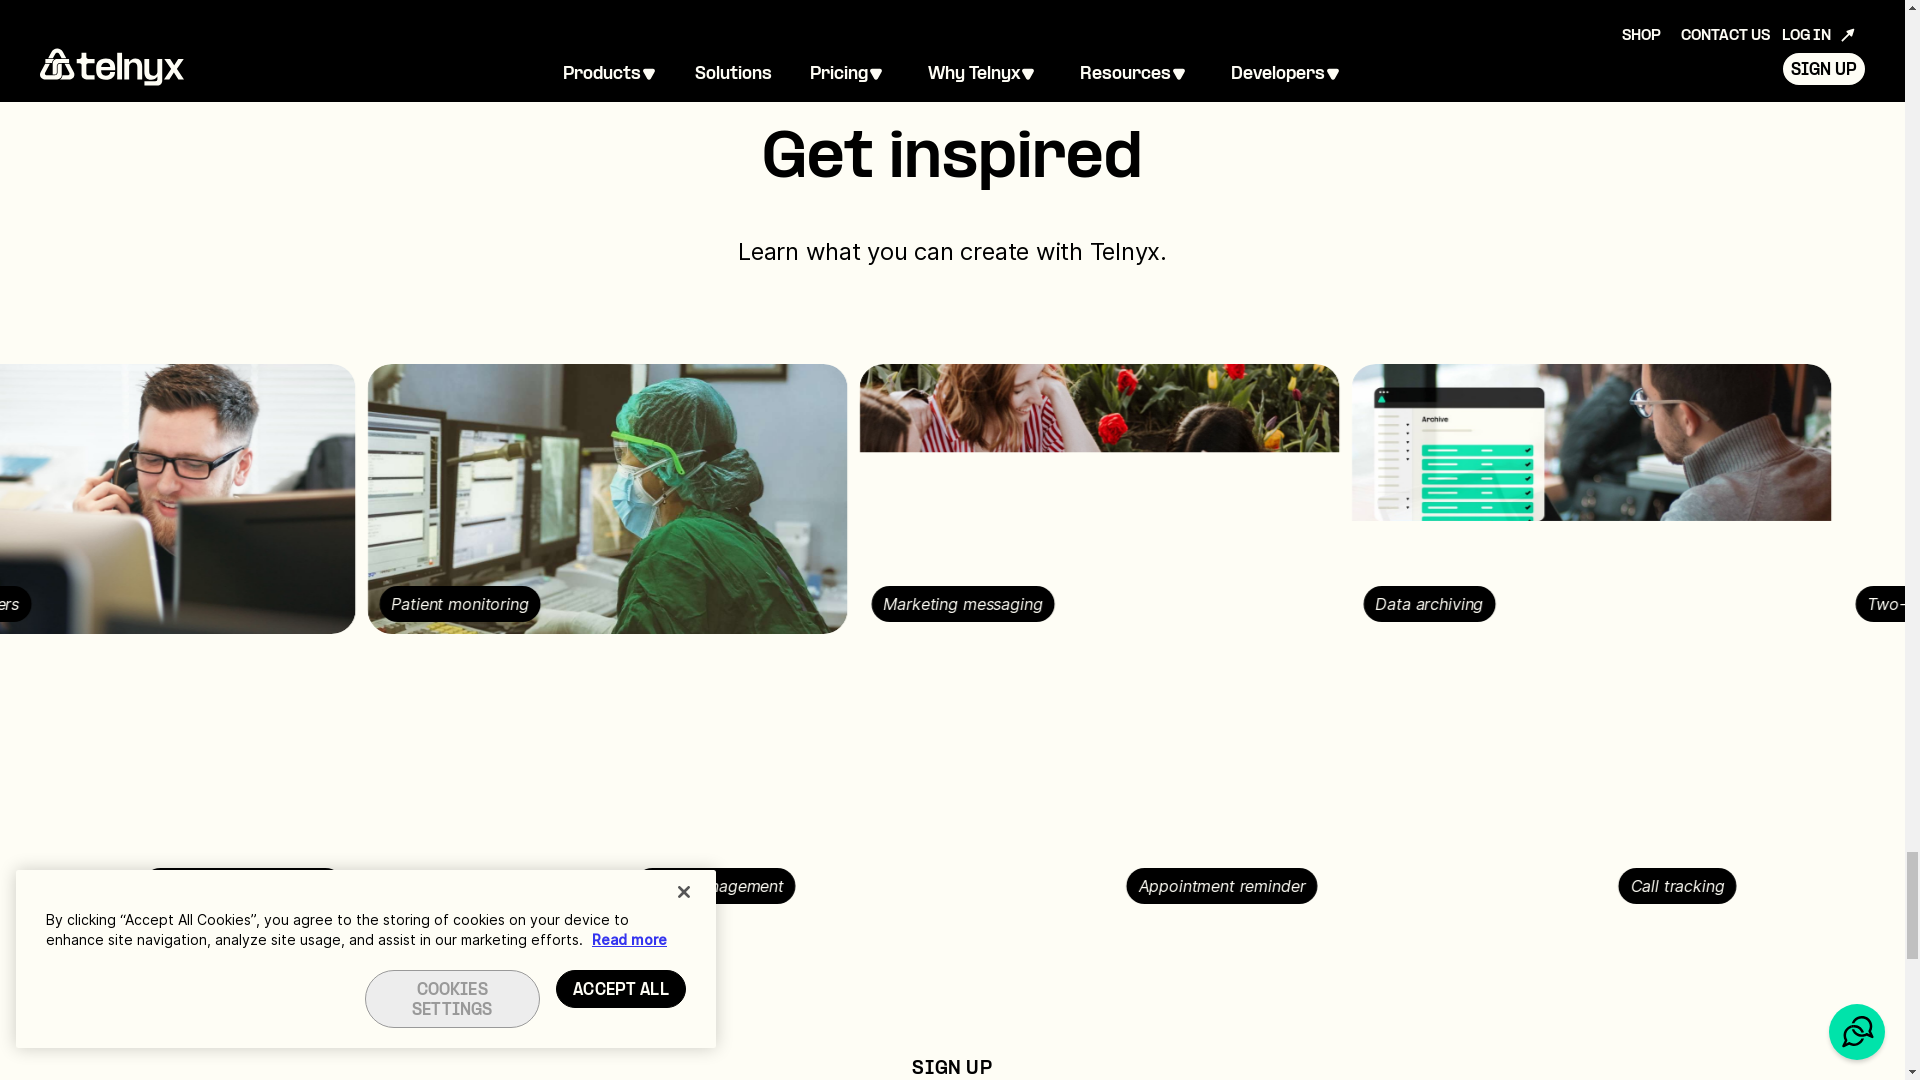 SHOP CONTACT US LOG IN
telnyx
Products Solutions Pricing Why Telnyx Resources Developers
SIGN UP
Get inspired
Learn what you can create with Telnyx.
Archive
ers
Patient monitoring
Marketing messaging
Data archiving
Two-
nagement
Appointment reminder
Call tracking
By clicking “Accept All Cookies”, you agree to the storing of cookies on your device to
enhance site navigation, analyze site usage, and assist in our marketing efforts. Read more
COOKIES
SETTINGS
ACCEPT ALL
SIGN UP